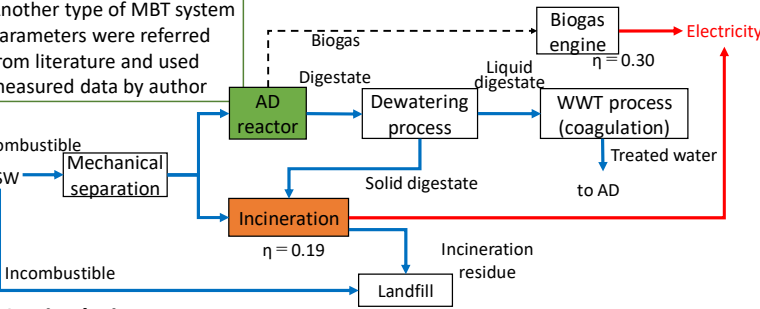 nother type of MBT system
arameters were referred
rom literature and used
measured data by author
Biogas
Biogas
engine
η＝0.30
Electricity
Digestate
Liquid
digestate
AD
reactor
Dewatering
process
WWT process
(coagulation)
ombustible
SW
Mechanical
separation
Treated water
to AD
Solid digestate
Incineration
η＝0.19
Incineration
residue
Incombustible
Landfill